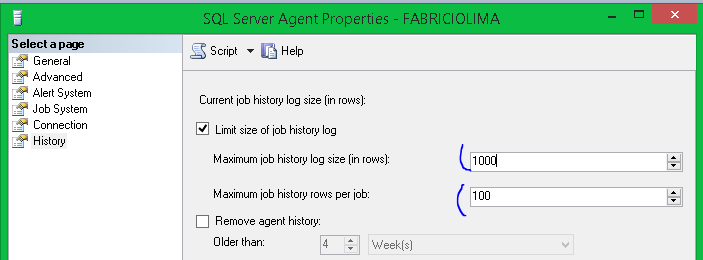 SQL Server Agent Properties - FABRICIOLIMA
Select a page
General
Advanced
Alert System
Job System
Connection
History
Script
Help
Current job history log size (in rows):
Limit size of job history log
Maximum job history log size (in rows):
1000
Maximum job history rows per job:
100
Remove agent history:
Older than:
4
Week(s)